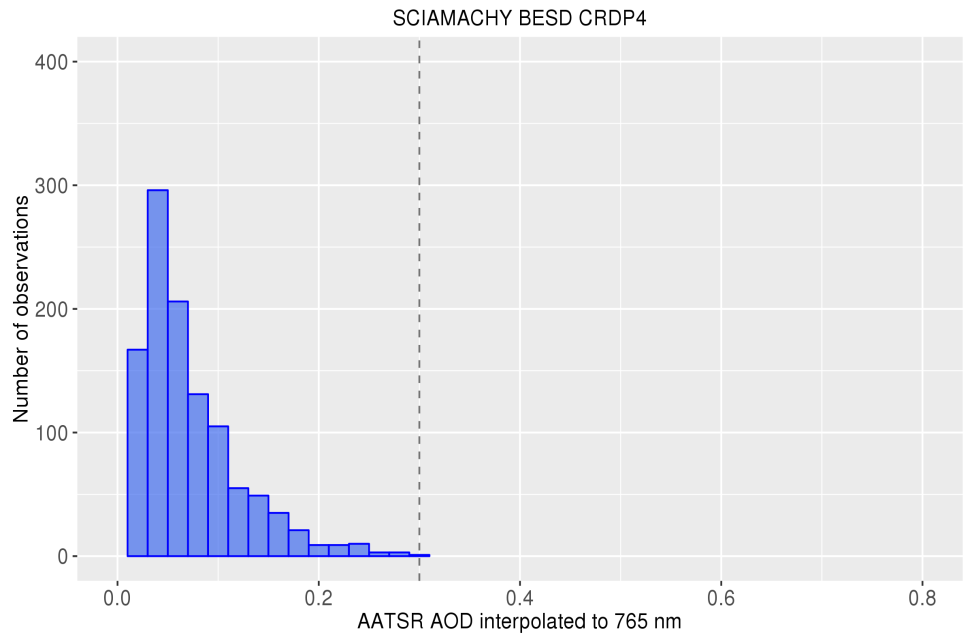 SCIAMACHY BESD CRDP4
Number of observations
400
300
200
100
0
0.0 0.2 0.4 0.6 0.8
AATSR AOD interpolated to 765 nm